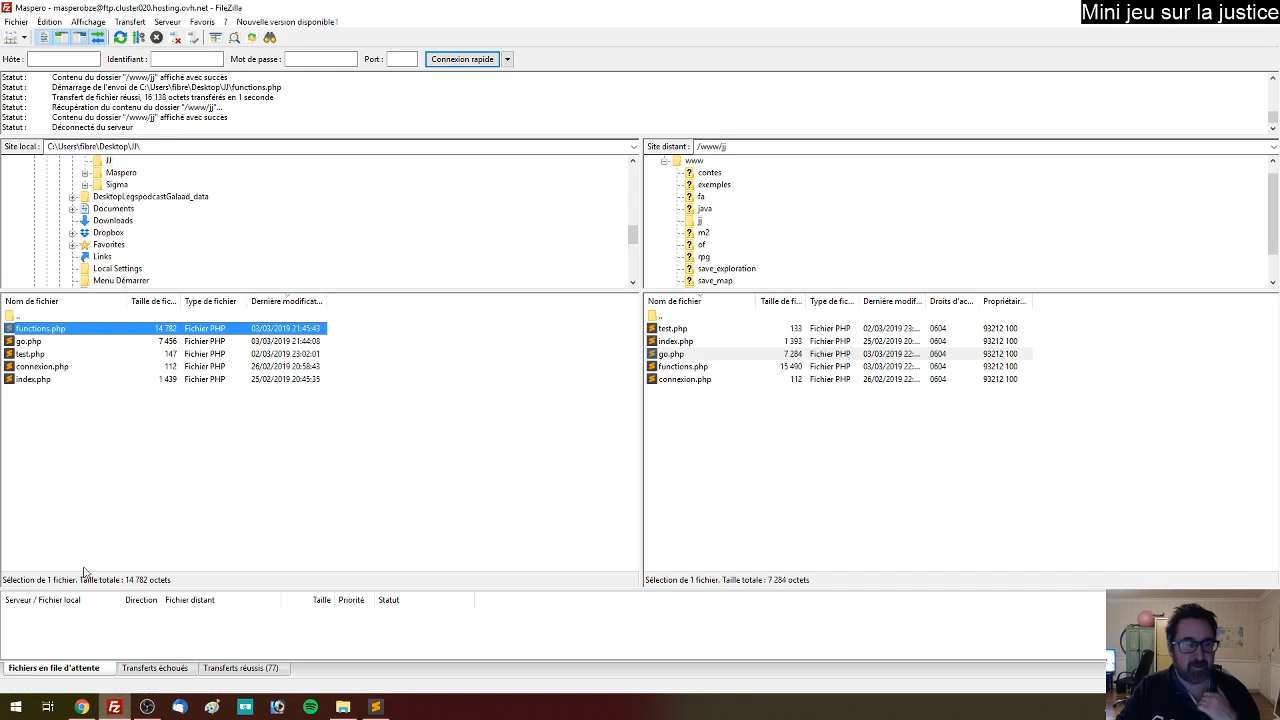 Maspero - masperobze@ftp.cluster020.hosting.ovh.net - FileZilla
Mini jeu sur la justice
Fichier Édition Affichage Transfert Serveur Favoris ? Nouvelle version disponible !
Hôte : Identifiant : Mot de passe : Port : Connexion rapide
Statut : Contenu du dossier "/www/jj" affiché avec succès
Statut : Démarrage de l'envoi de C:\Users\fibre\Desktop\JJ\functions.php
Statut : Transfert de fichier réussi, 16 138 octets transférés en 1 seconde
Statut : Récupération du contenu du dossier "/www/jj"...
Statut : Contenu du dossier "/www/jj" affiché avec succès
Statut : Déconnecté du serveur
Site local : C:\Users\fibre\Desktop\JJ\
JJ
Maspero
Sigma
DesktopLegspodcastGalaad_data
Documents
Downloads
Dropbox
Favorites
Links
Local Settings
Menu Démarrer
Site distant : /www/jj
www
contes
exemples
fa
java
jj
m2
of
rpg
save_exploration
save_map
Nom de fichier Taille de fic... Type de fichier Dernière modificat...
..
functions.php 14 782 Fichier PHP 03/03/2019 21:45:43
go.php 7 456 Fichier PHP 03/03/2019 21:44:08
test.php 147 Fichier PHP 02/03/2019 23:02:01
connexion.php 112 Fichier PHP 26/02/2019 20:58:43
index.php 1 439 Fichier PHP 25/02/2019 20:45:35
Nom de fichier Taille de fi... Type de fic... Dernière modif... Droits d'ac... Propriétair...
..
test.php 133 Fichier PHP 02/03/2019 23:... 0604 93212 100
index.php 1 393 Fichier PHP 25/02/2019 20:... 0604 93212 100
go.php 7 284 Fichier PHP 03/03/2019 22:... 0604 93212 100
functions.php 15 490 Fichier PHP 03/03/2019 22:... 0604 93212 100
connexion.php 112 Fichier PHP 26/02/2019 22:... 0604 93212 100
Sélection de 1 fichier. Taille totale : 14 782 octets
Sélection de 1 fichier. Taille totale : 7 284 octets
Serveur / Fichier local Direction Fichier distant Taille Priorité Statut
Fichiers en file d'attente Transferts échoués Transferts réussis (77)